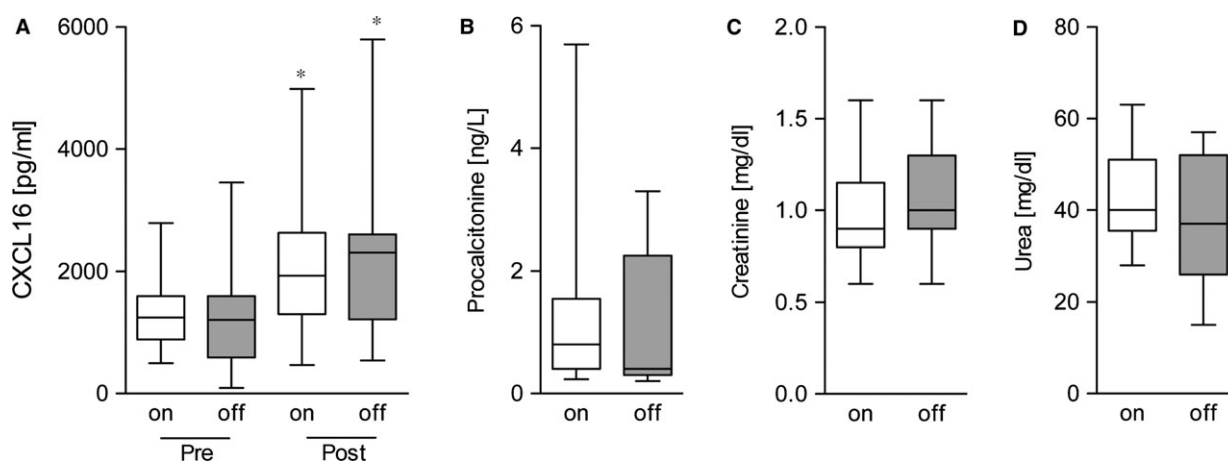 A
CXCL16 [pg/ml]
6000
4000
2000
0
*
*
on
off
on
off
Pre
Post
B
Procalcitonine [ng/L]
6
4
2
0
on
off
C
Creatinine [mg/dl]
2.0
1.5
1.0
0.5
0.0
on
off
D
Urea [mg/dl]
80
60
40
20
0
on
off